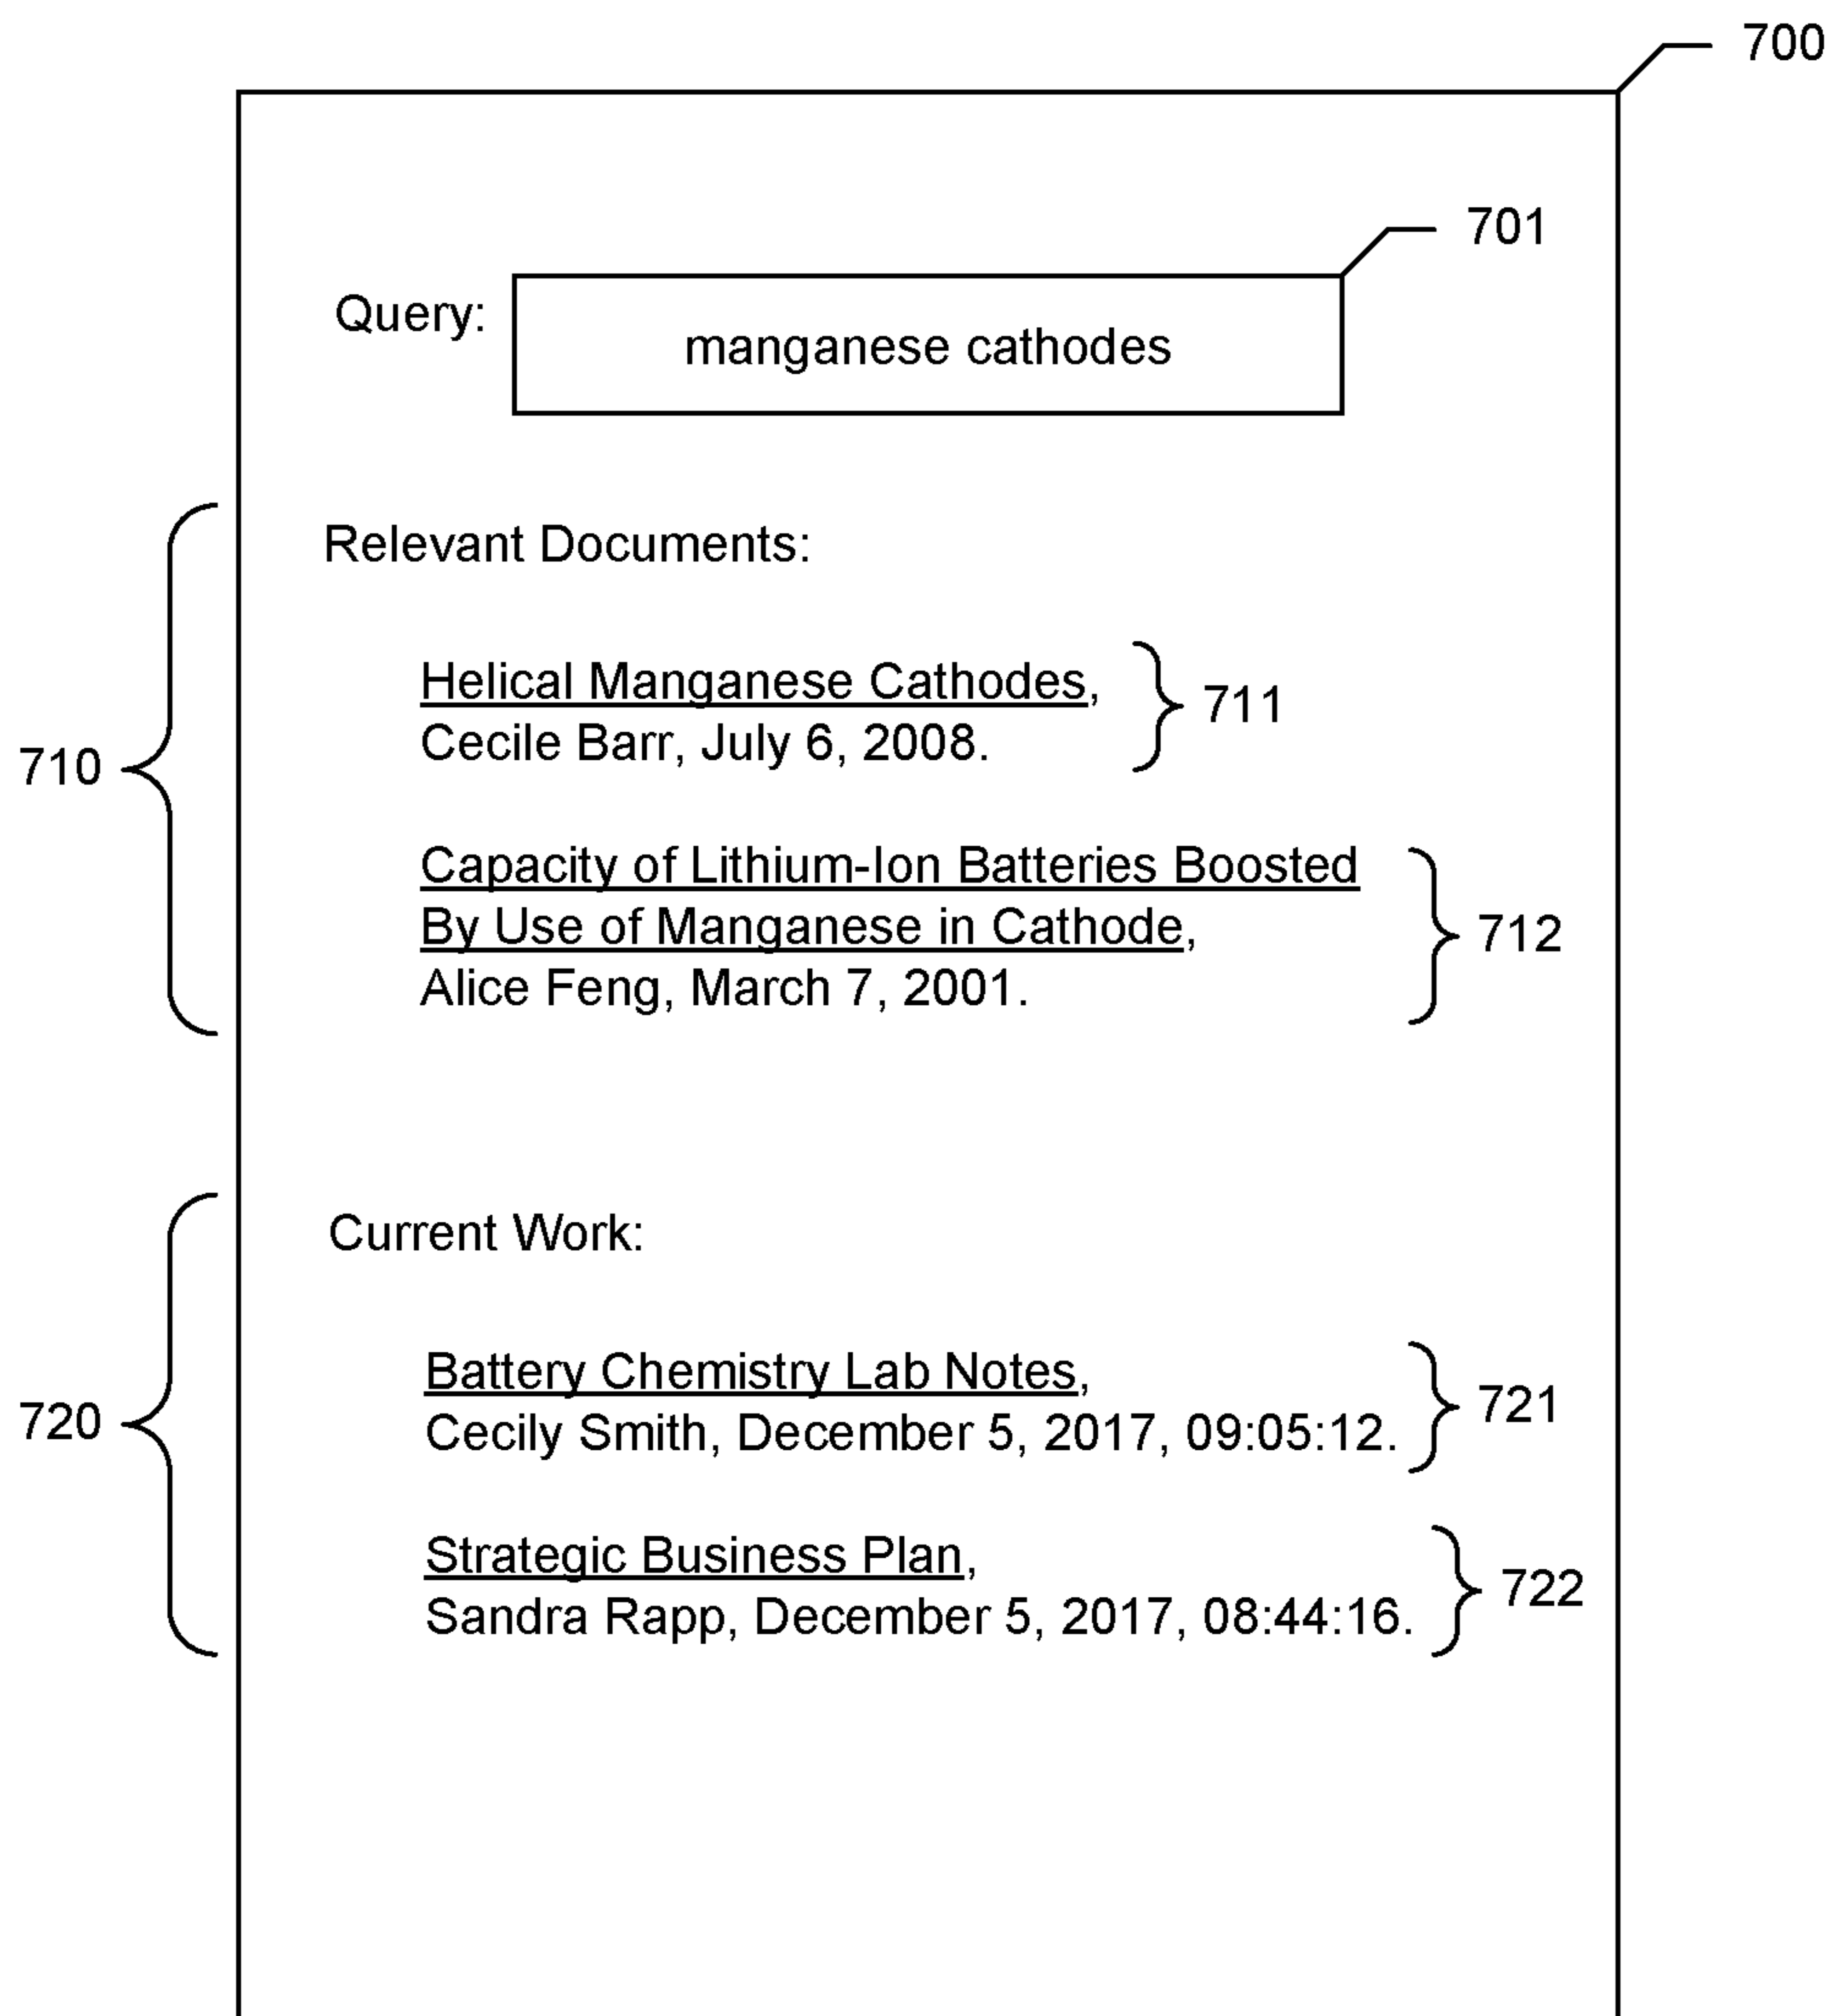 700
701
Query:
manganese cathodes
Relevant Documents:
Helical Manganese Cathodes,
711
Cecile Barr, July 6, 2008.
710
Capacity of Lithium-Ion Batteries Boosted
By Use of Manganese in Cathode,
712
Alice Feng, March 7, 2001.
Current Work:
Battery Chemistry Lab Notes,
721
720
Cecily Smith, December 5, 2017, 09:05:12.
Strategic Business Plan,
722
Sandra Rapp, December 5, 2017, 08:44:16.